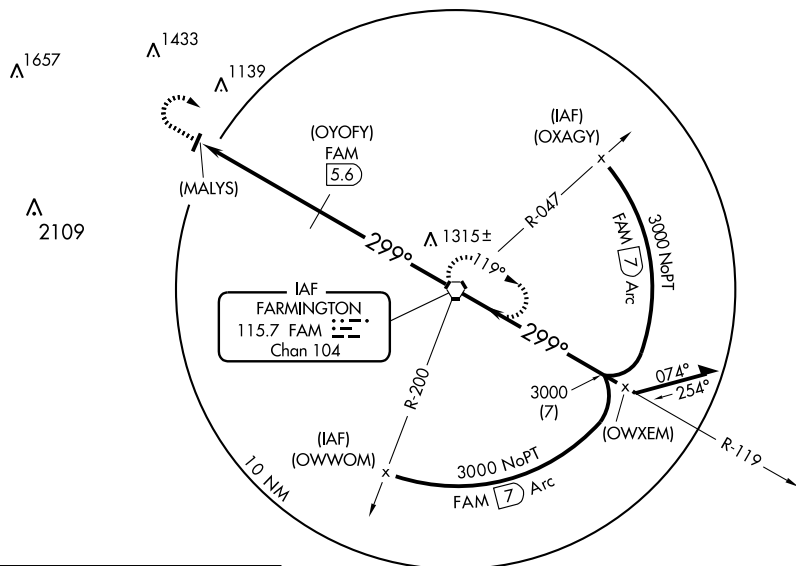 1433
1657
1139
(IAF)
(OXAGY)
(OYOFY)
FAM
5.6
(MALYS)
R-047
2109
1315±
299°
119°
3000 NoPT
FAM 7 Arc
IAF
FARMINGTON
115.7 FAM
Chan 104
299°
R-200
3000
(7)
074°
254°
(OWXEM)
(IAF)
(OWWOM)
R-119
3000 NoPT
FAM 7 Arc
10 NM